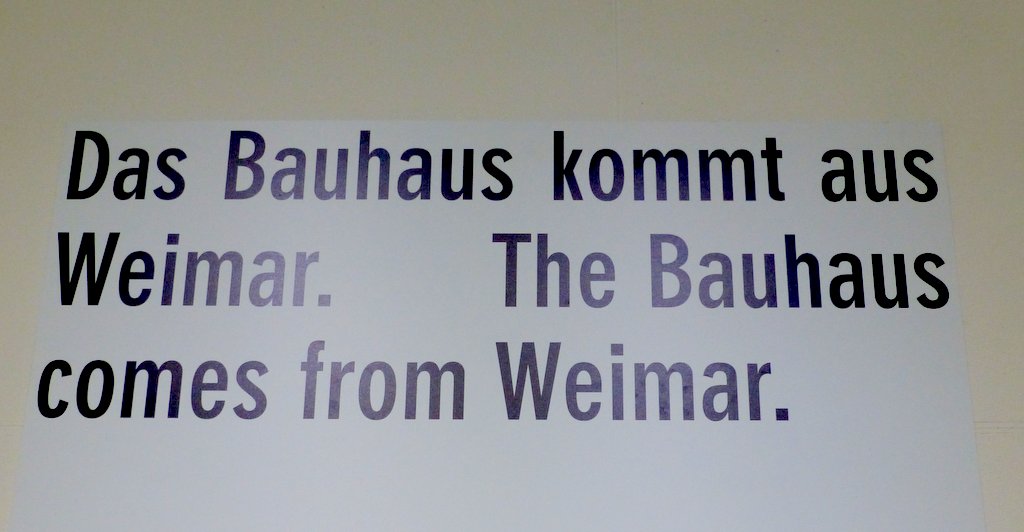 Das Bauhaus kommt aus
Weimar. The Bauhaus
comes from Weimar.